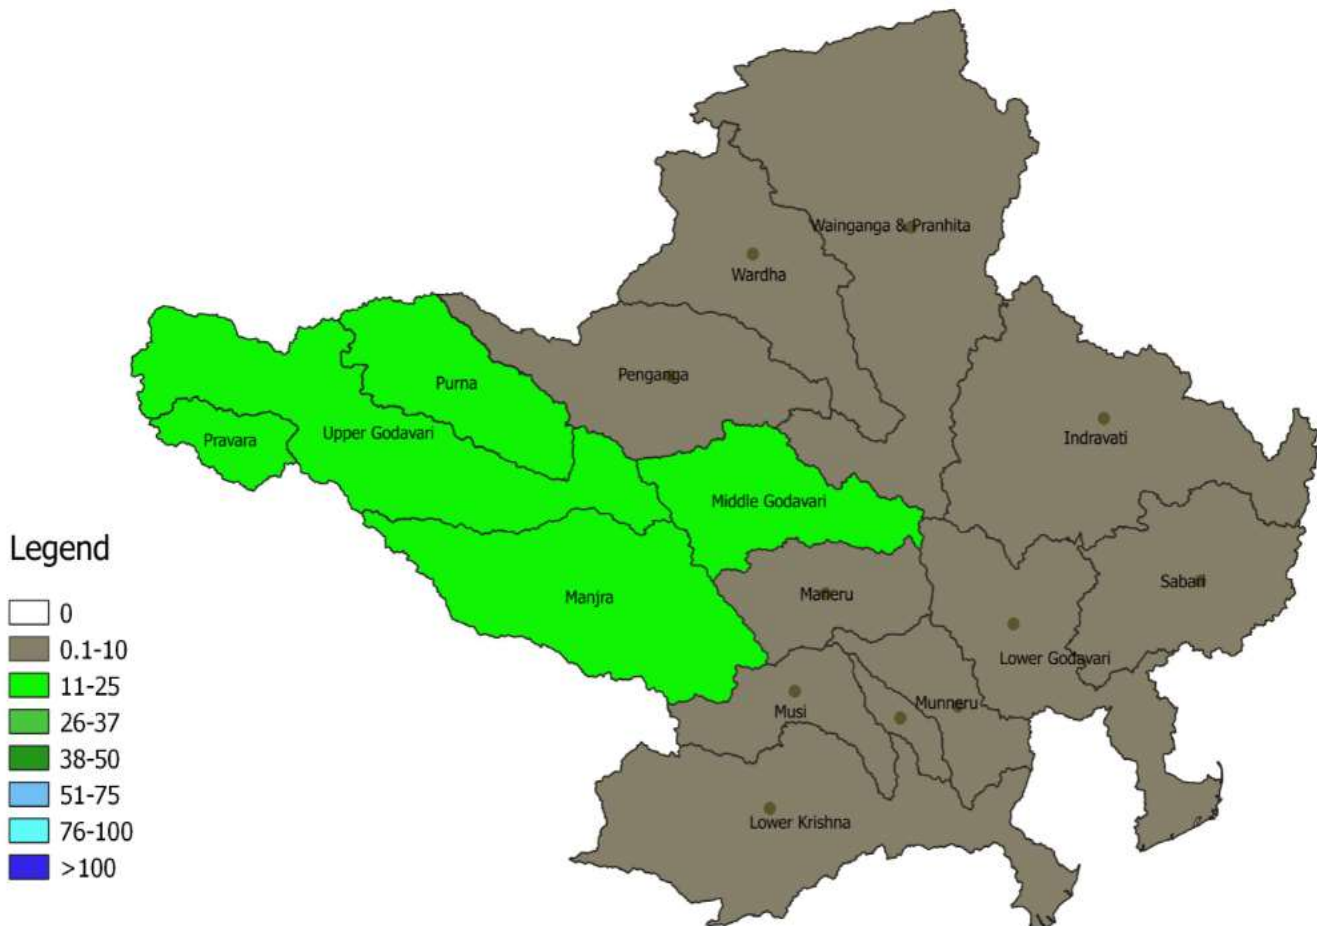 Wainganga & Pranhita
Wardha
Penganga
Purna
Indravati
Upper Godavari
Pravara
Middle Godavari
Legend
Sabari
Manjra
Maneru
0
0.1-10
Lower Godavari
11-25
Munneru
Musi
26-37
38-50
51-75
Lower Krishna
76-100
>100